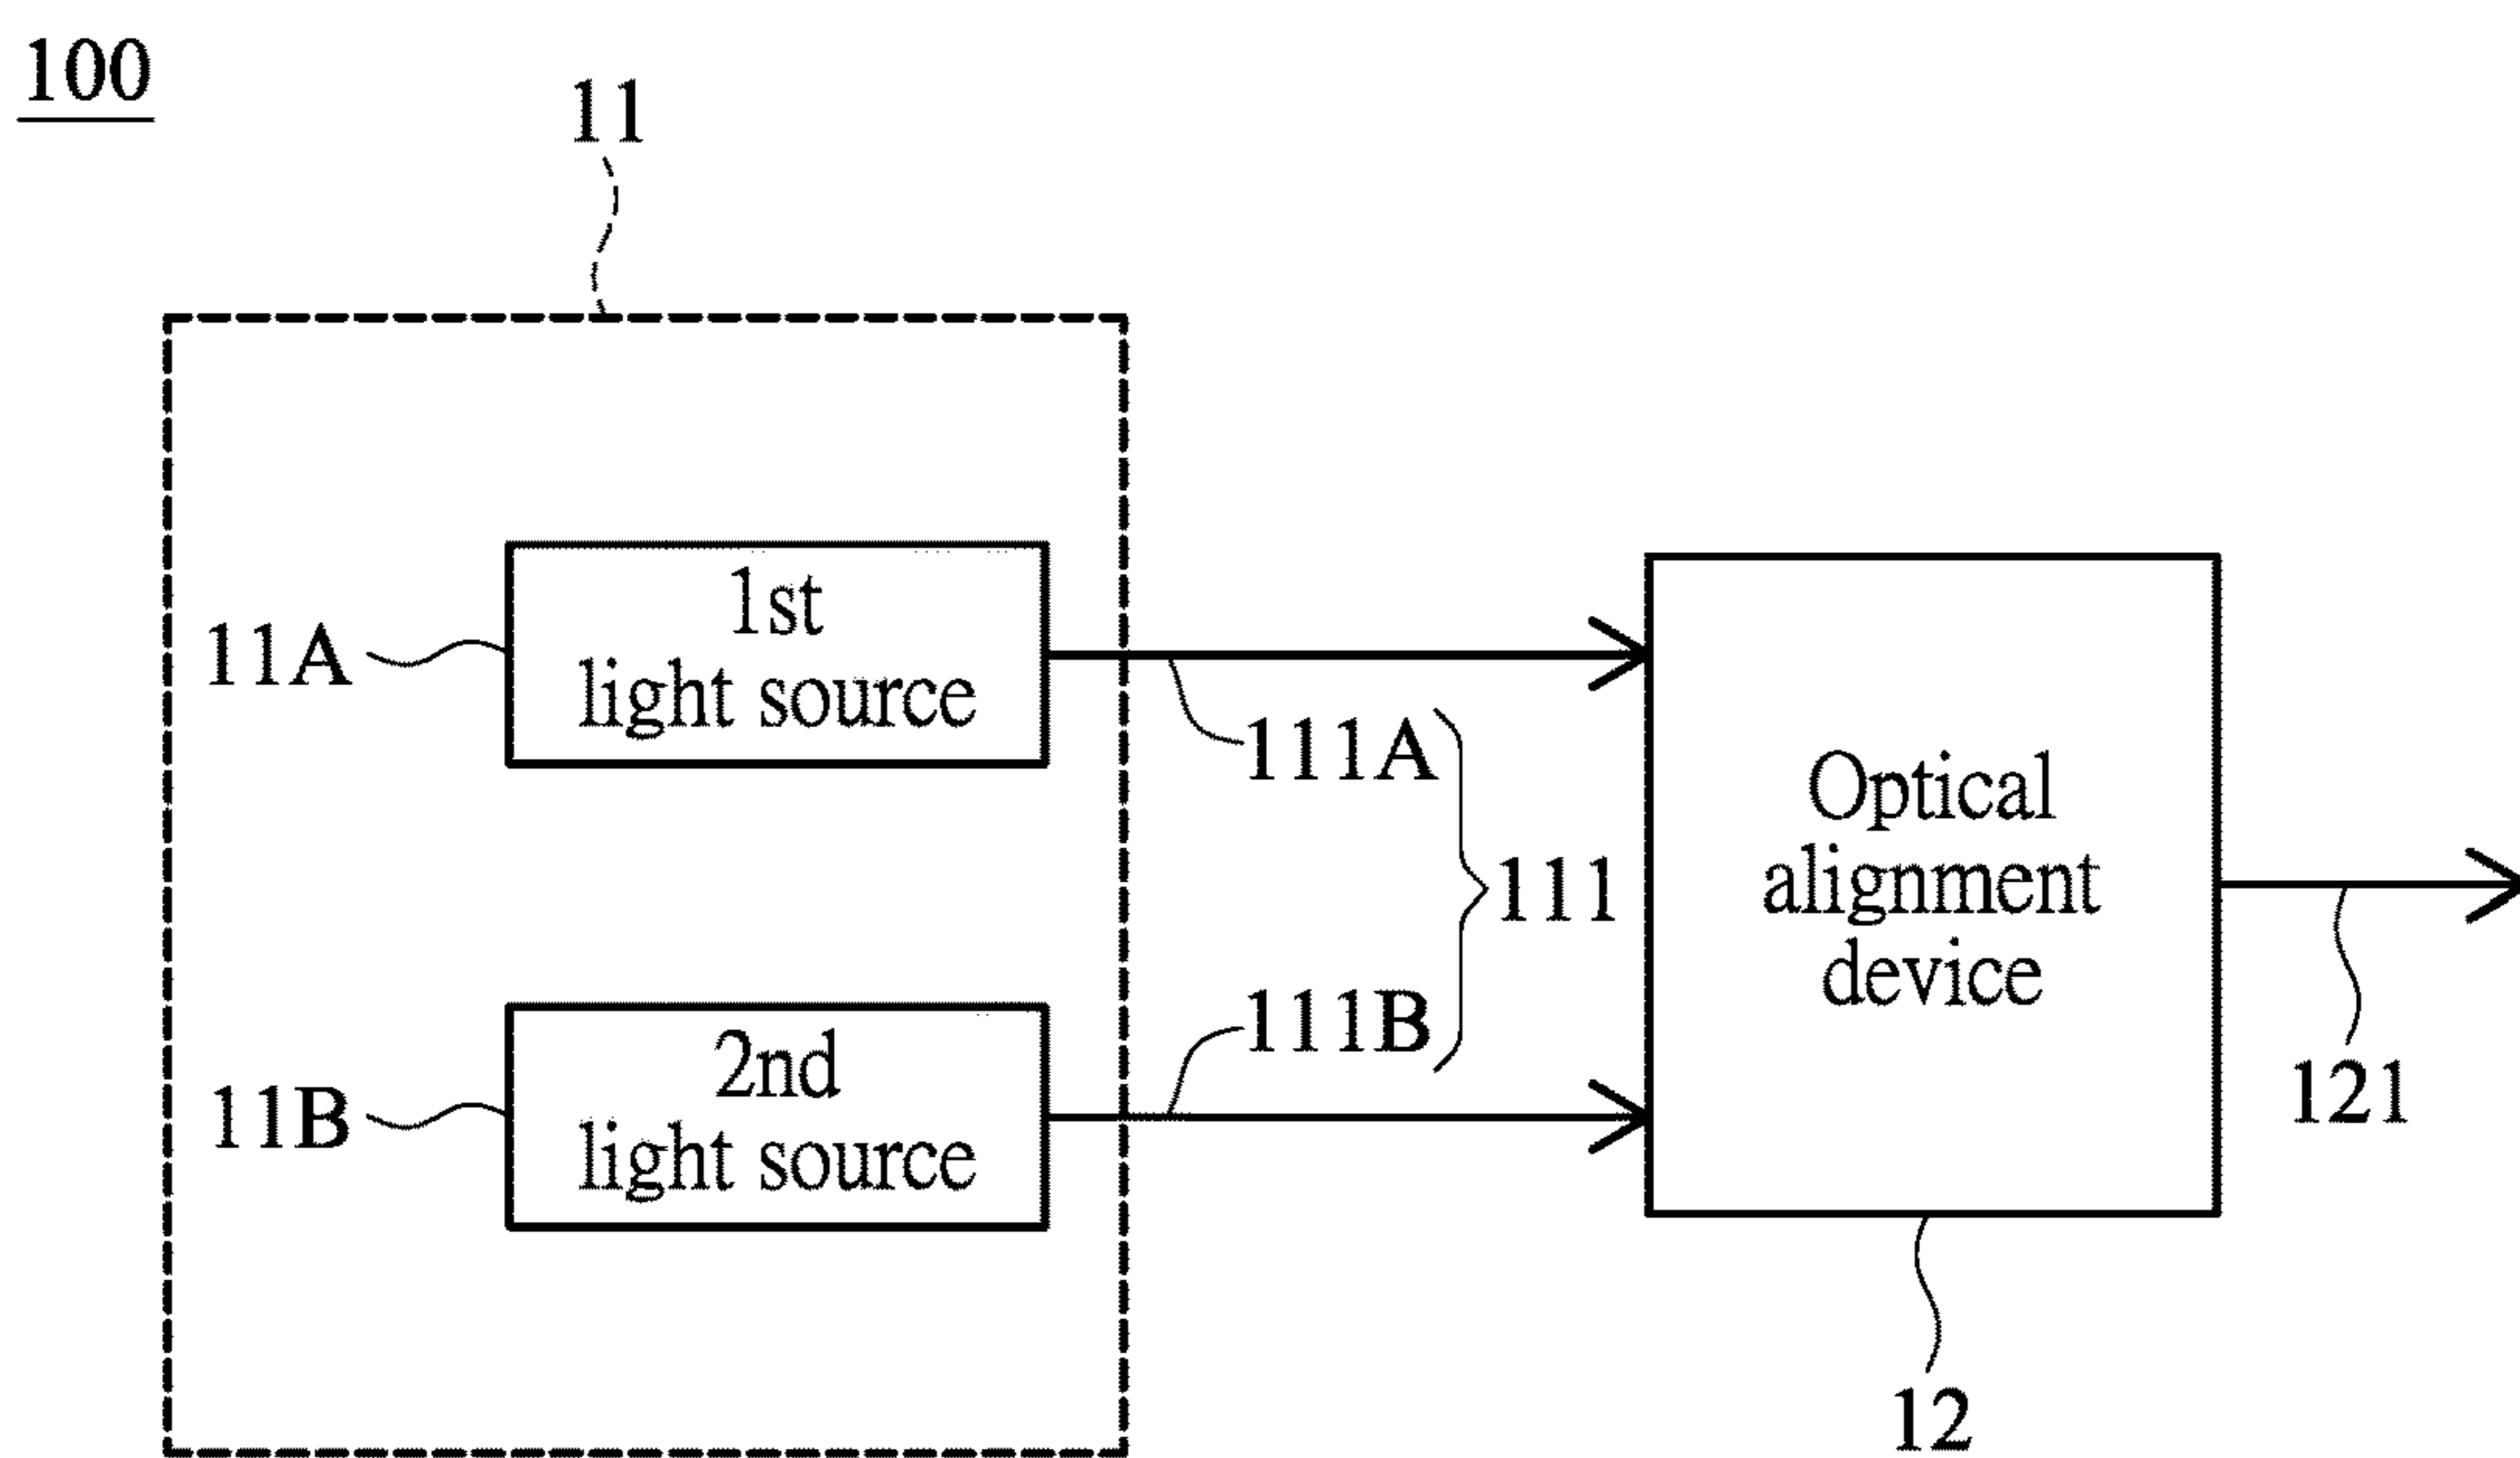 100
11
11A
1st
light source
111A
111
111B
11B
2nd
light source
Optical
alignment
device
121
12